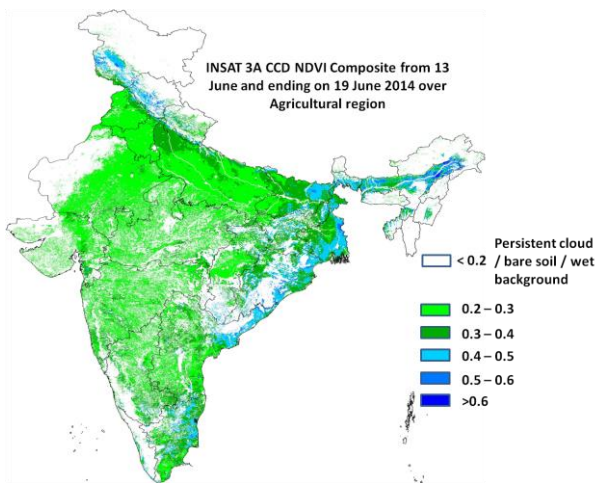 INSAT 3A CCD NDVI Composite from 13
June and ending on 19 June 2014 over
Agricultural region
< 0.2
Persistent cloud
/ bare soil / wet
background
0.2 – 0.3
0.3 – 0.4
0.4 – 0.5
0.5 – 0.6
>0.6